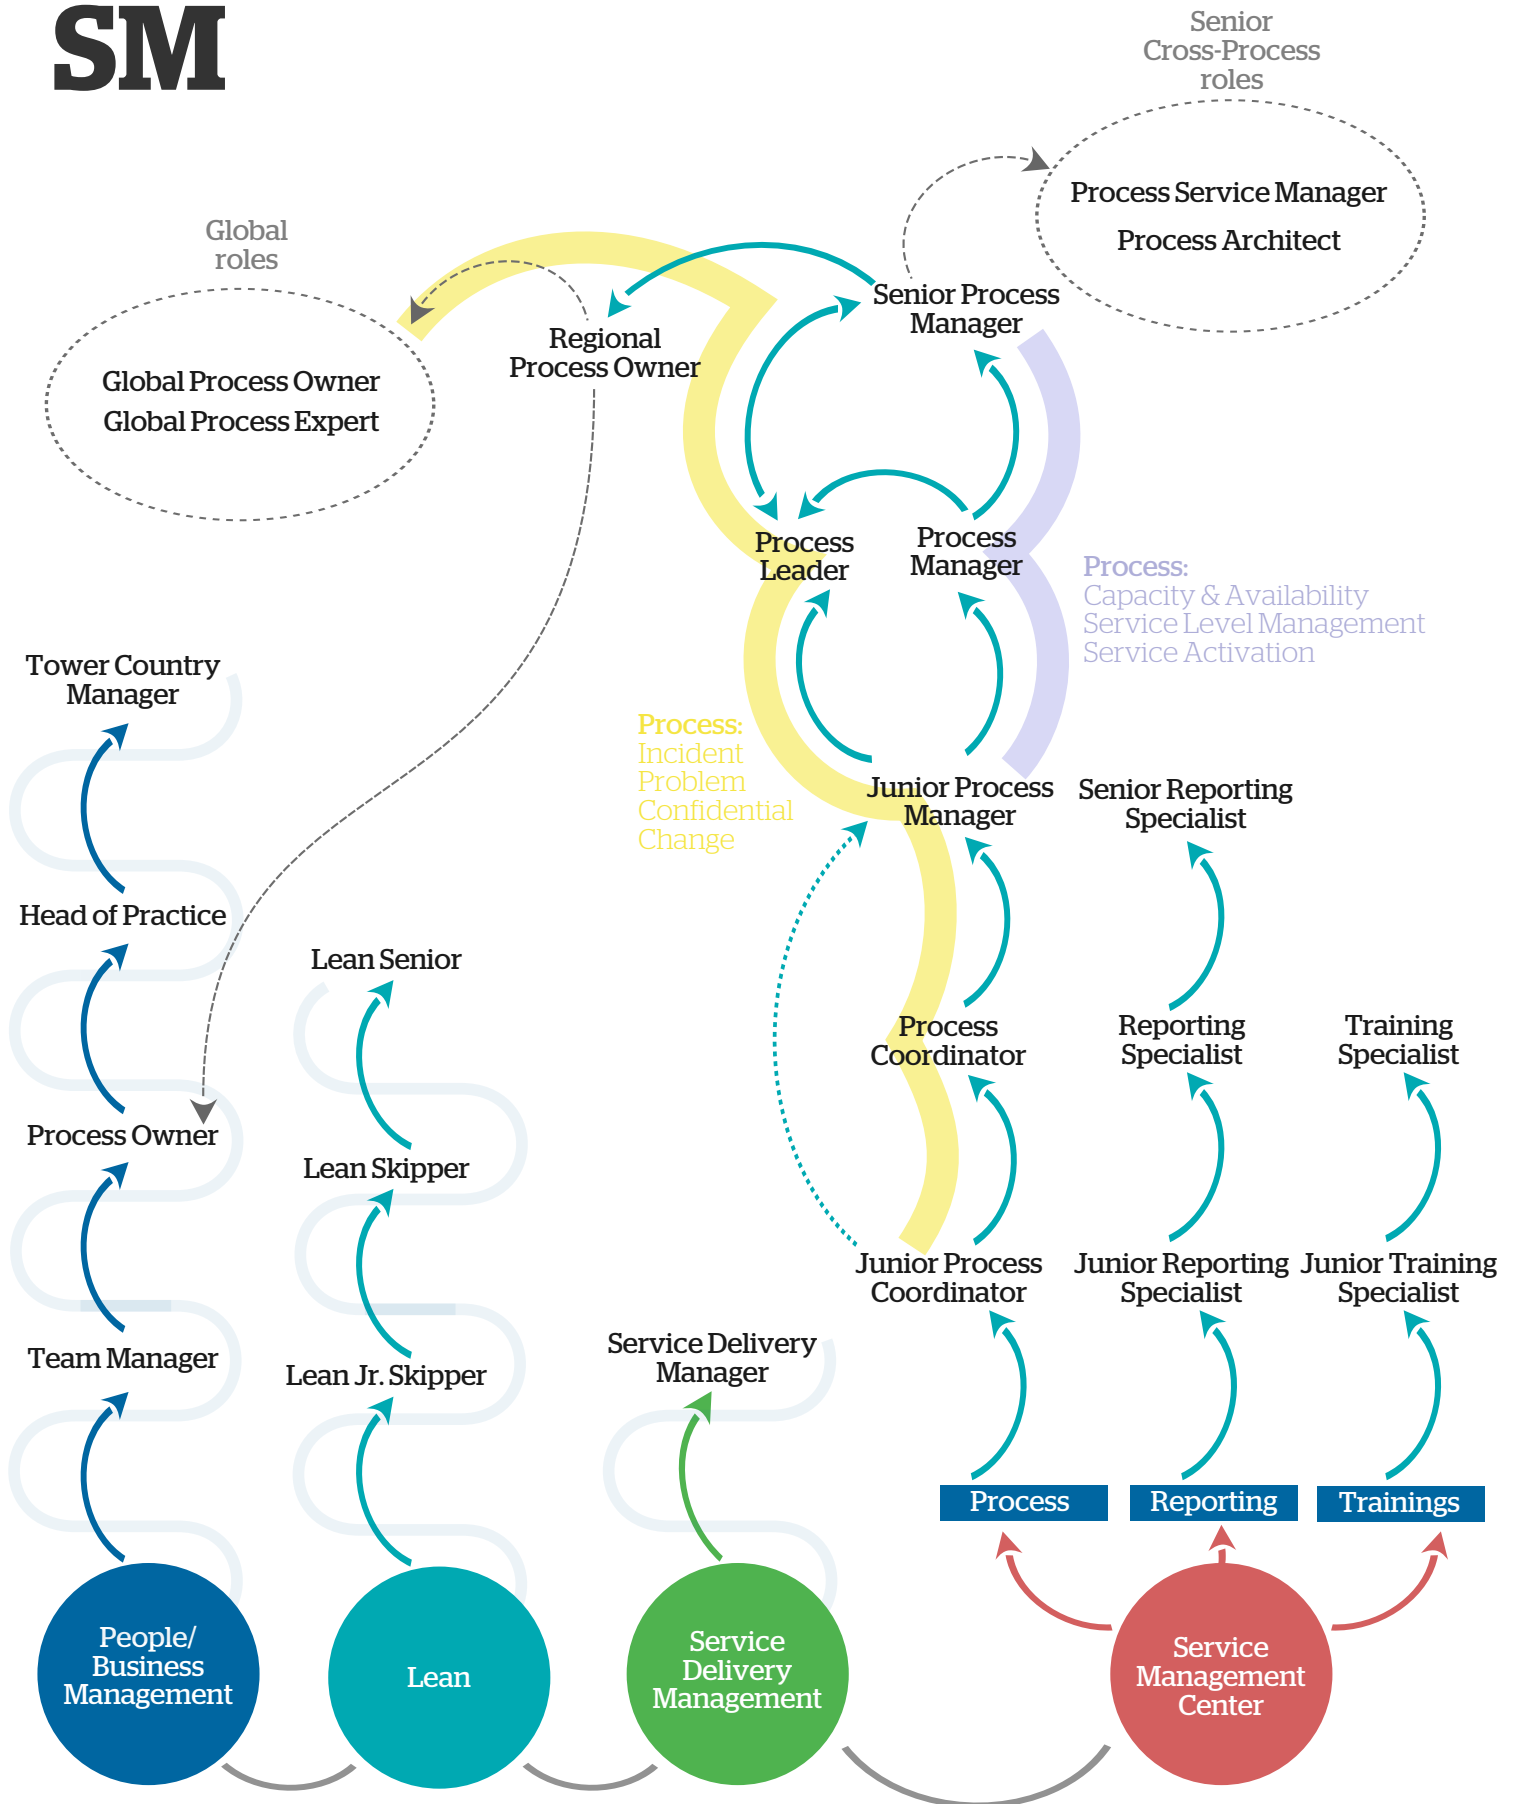 SM
Senior
Cross-Process
roles
Process Service Manager
Process Architect
Global
roles
Global Process Owner
Global Process Expert
Regional
Process Owner
Senior Process
Manager
Process
Leader
Process
Manager
Process:
Capacity & Availability
Service Level Management
Service Activation
Tower Country
Manager
Process:
Incident
Problem
Confidential
Change
Junior Process
Manager
Senior Reporting
Specialist
Head of Practice
Lean Senior
Process
Coordinator
Reporting
Specialist
Training
Specialist
Process Owner
Lean Skipper
Junior Process
Coordinator
Junior Reporting
Specialist
Junior Training
Specialist
Team Manager
Lean Jr. Skipper
Service Delivery
Manager
Process
Reporting
Trainings
People/
Business
Management
Lean
Service
Delivery
Management
Service
Management
Center